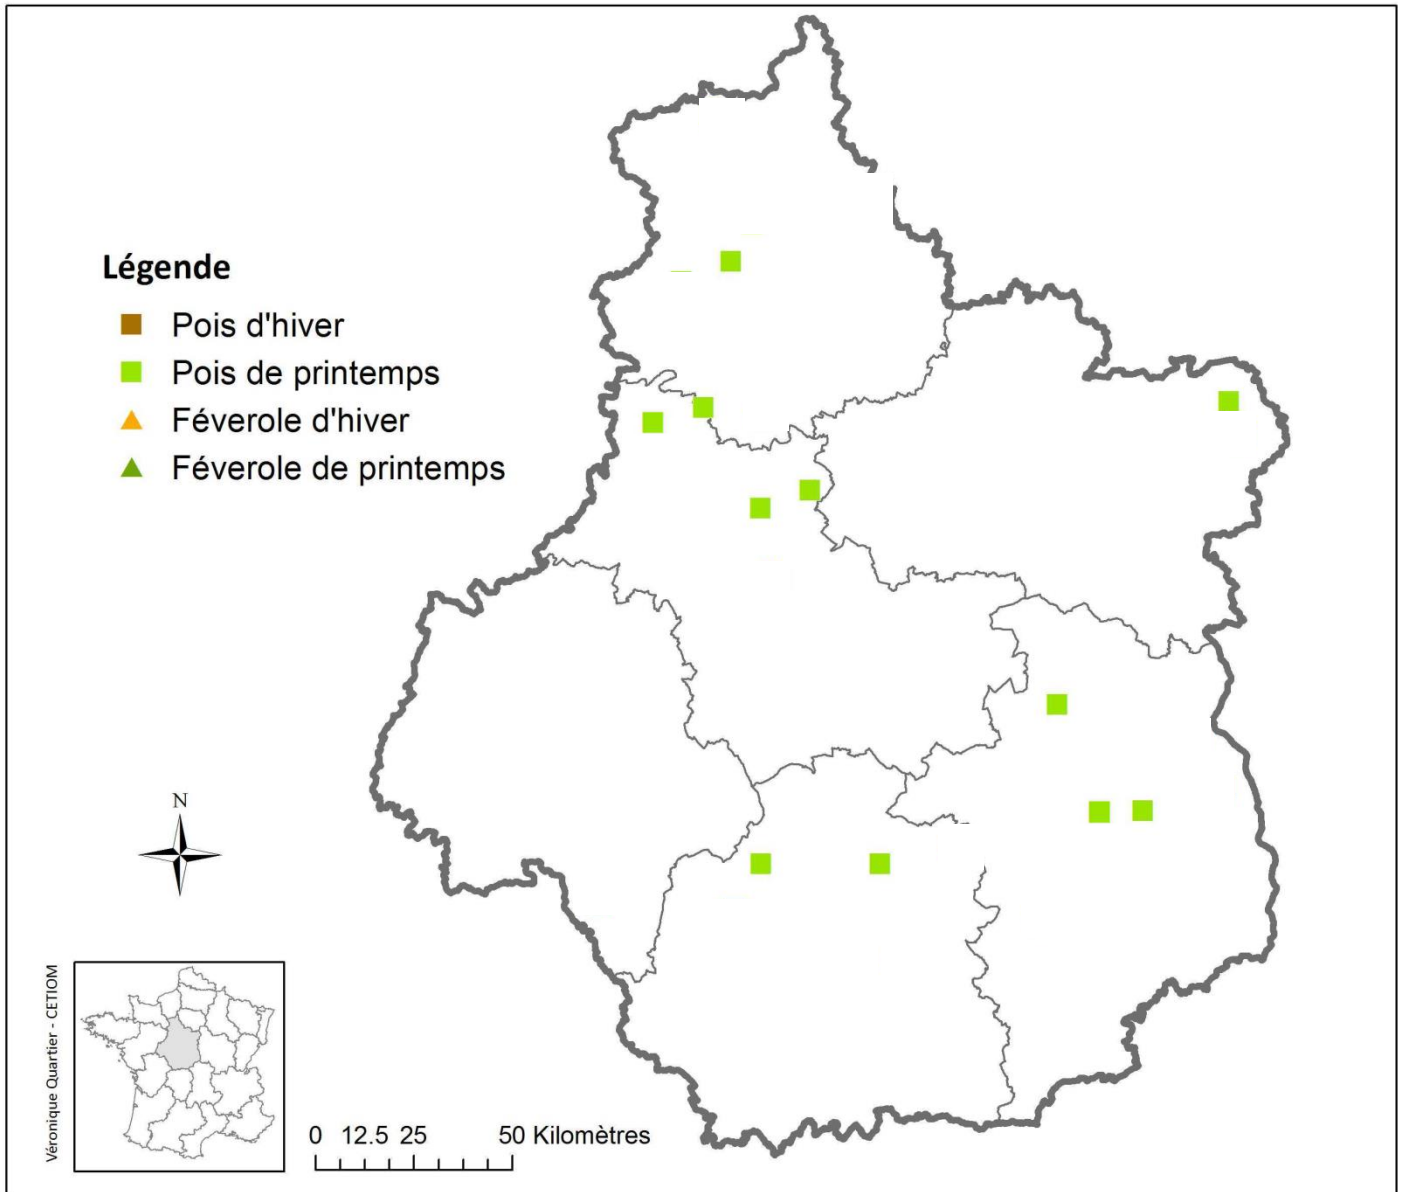 Légende
Pois d'hiver
Pois de printemps
Féverole d'hiver
Féverole de printemps
N
Véronique Quartier - CETIOM
0 12.5 25 50 Kilomètres